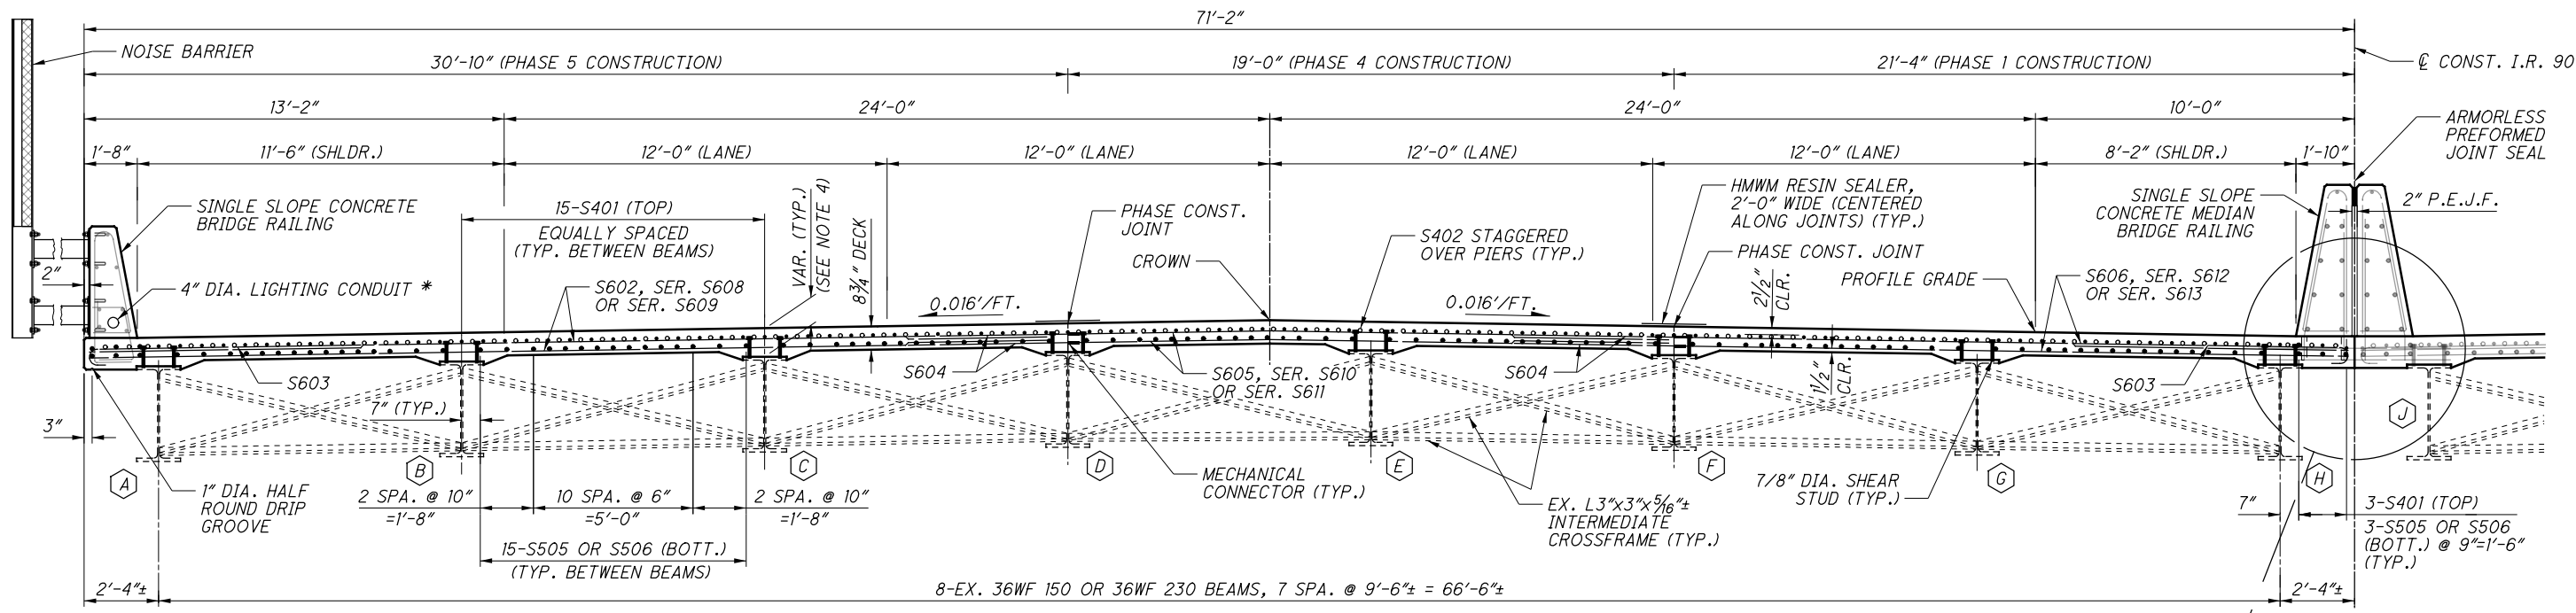 71'-2"
NOISE BARRIER
30'-10" (PHASE 5 CONSTRUCTION)
19'-0" (PHASE 4 CONSTRUCTION)
21'-4" (PHASE 1 CONSTRUCTION)
℄ CONST. I.R. 90
13'-2"
24'-0"
24'-0"
10'-0"
ARMORLESS
PREFORMED
JOINT SEAL
1'-8"
11'-6" (SHLDR.)
12'-0" (LANE)
12'-0" (LANE)
12'-0" (LANE)
12'-0" (LANE)
8'-2" (SHLDR.)
1'-10"
SINGLE SLOPE CONCRETE
BRIDGE RAILING
15-S401 (TOP)
EQUALLY SPACED
(TYP. BETWEEN BEAMS)
VAR. (TYP.)
(SEE NOTE 4)
8¾" DECK
PHASE CONST.
JOINT
CROWN
S402 STAGGERED
OVER PIERS (TYP.)
HMWM RESIN SEALER,
2'-0" WIDE (CENTERED
ALONG JOINTS) (TYP.)
PHASE CONST. JOINT
2½"
CLR.
PROFILE GRADE
SINGLE SLOPE
CONCRETE MEDIAN
BRIDGE RAILING
2" P.E.J.F.
2"
4" DIA. LIGHTING CONDUIT *
S602, SER. S608
OR SER. S609
0.016'/FT.
0.016'/FT.
S606, SER. S612
OR SER. S613
S603
S604
S605, SER. S610
OR SER. S611
S604
1½"
CLR.
S603
7" (TYP.)
3"
A
B
C
D
E
F
G
H
J
1" DIA. HALF
ROUND DRIP
GROOVE
2 SPA. @ 10"
=1'-8"
10 SPA. @ 6"
=5'-0"
2 SPA. @ 10"
=1'-8"
15-S505 OR S506 (BOTT.)
(TYP. BETWEEN BEAMS)
MECHANICAL
CONNECTOR (TYP.)
EX. L3"x3"x5/16"±
INTERMEDIATE
CROSSFRAME (TYP.)
7/8" DIA. SHEAR
STUD (TYP.)
7"
3-S401 (TOP)
3-S505 OR S506
(BOTT.) @ 9"=1'-6"
(TYP.)
2'-4"±
8-EX. 36WF 150 OR 36WF 230 BEAMS, 7 SPA. @ 9'-6"± = 66'-6"±
2'-4"±